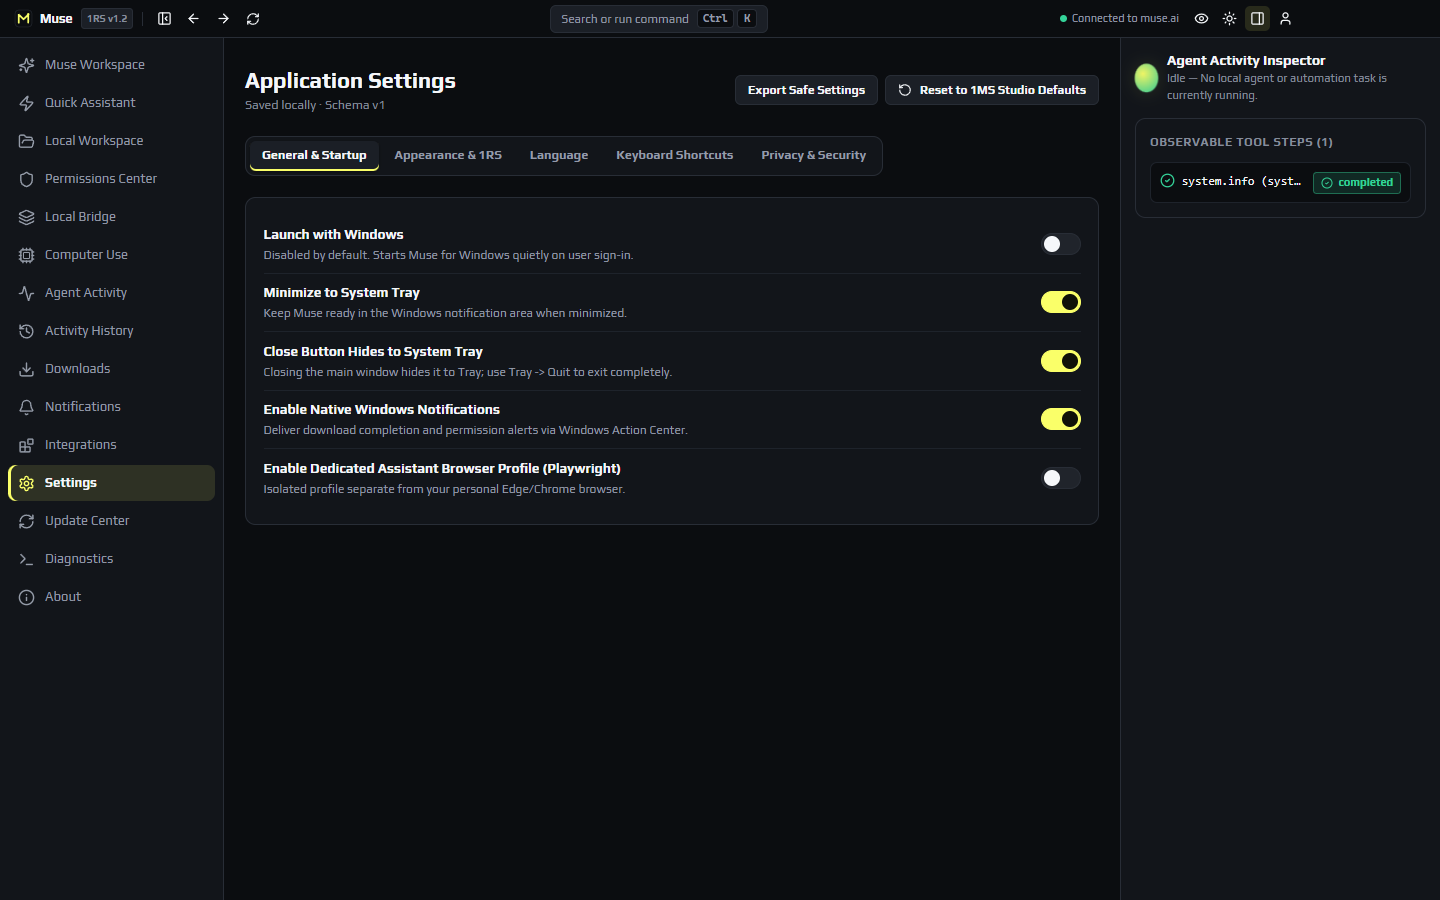 Muse
1RS v1.2
Search or run command Ctrl K
Connected to muse.ai
Muse Workspace
Quick Assistant
Local Workspace
Permissions Center
Local Bridge
Computer Use
Agent Activity
Activity History
Downloads
Notifications
Integrations
Settings
Update Center
Diagnostics
About
Application Settings
Saved locally · Schema v1
Export Safe Settings
Reset to 1MS Studio Defaults
General & Startup
Appearance & 1RS
Language
Keyboard Shortcuts
Privacy & Security
Launch with Windows
Disabled by default. Starts Muse for Windows quietly on user sign-in.
Minimize to System Tray
Keep Muse ready in the Windows notification area when minimized.
Close Button Hides to System Tray
Closing the main window hides it to Tray; use Tray -> Quit to exit completely.
Enable Native Windows Notifications
Deliver download completion and permission alerts via Windows Action Center.
Enable Dedicated Assistant Browser Profile (Playwright)
Isolated profile separate from your personal Edge/Chrome browser.
Agent Activity Inspector
Idle — No local agent or automation task is
currently running.
OBSERVABLE TOOL STEPS (1)
system.info (syst…
completed